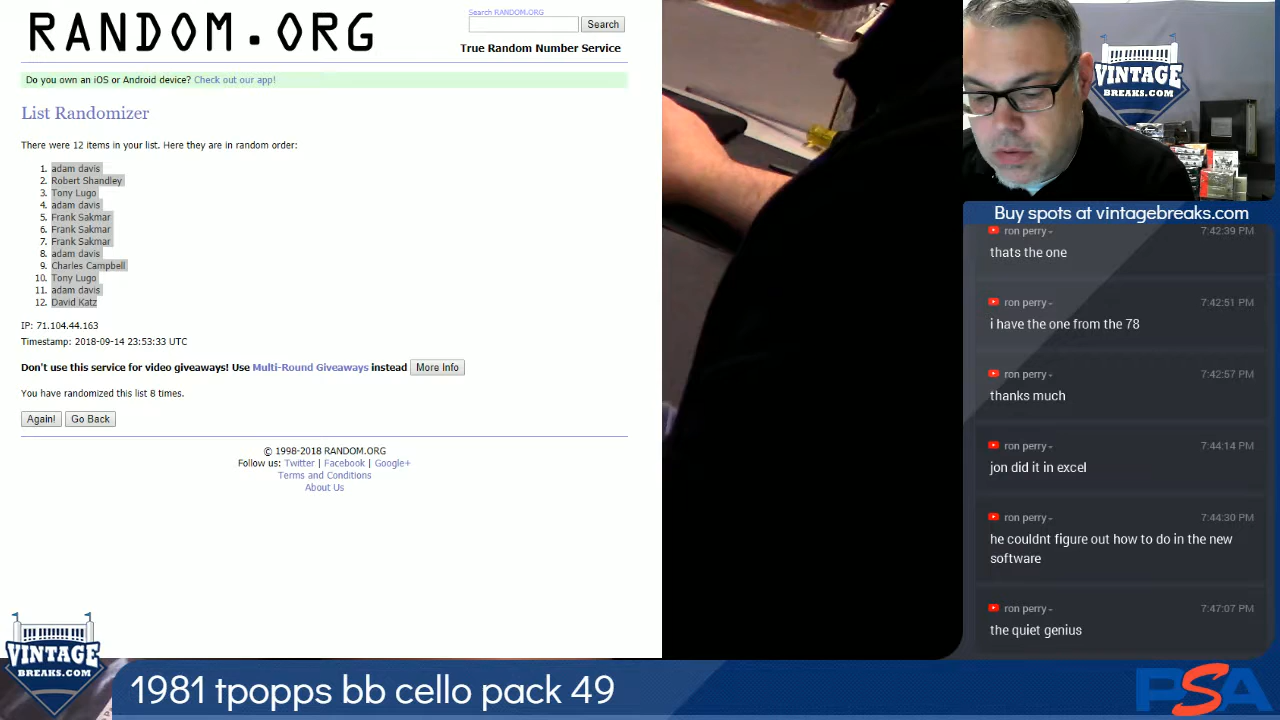 RANDOM.ORG
Search RANDOM.ORG
Search
True Random Number Service
Do you own an iOS or Android device? Check out our app!
List Randomizer
There were 12 items in your list. Here they are in random order:
1. adam davis
2. Robert Shandley
3. Tony Lugo
4. adam davis
5. Frank Sakmar
6. Frank Sakmar
7. Frank Sakmar
8. adam davis
9. Charles Campbell
10. Tony Lugo
11. adam davis
12. David Katz
IP: 71.104.44.163
Timestamp: 2018-09-14 23:53:33 UTC
Don't use this service for video giveaways! Use Multi-Round Giveaways instead More Info
You have randomized this list 8 times.
Again! Go Back
© 1998-2018 RANDOM.ORG
Follow us: Twitter | Facebook | Google+
Terms and Conditions
About Us
VINTAGE
BREAKS.COM
Buy spots at vintagebreaks.com
ron perry 7:42:39 PM
thats the one
ron perry 7:42:51 PM
i have the one from the 78
ron perry 7:42:57 PM
thanks much
ron perry 7:44:14 PM
jon did it in excel
ron perry 7:44:30 PM
he couldnt figure out how to do in the new
software
ron perry 7:47:07 PM
the quiet genius
VINTAGE
BREAKS.COM
1981 tpopps bb cello pack 49
PSA